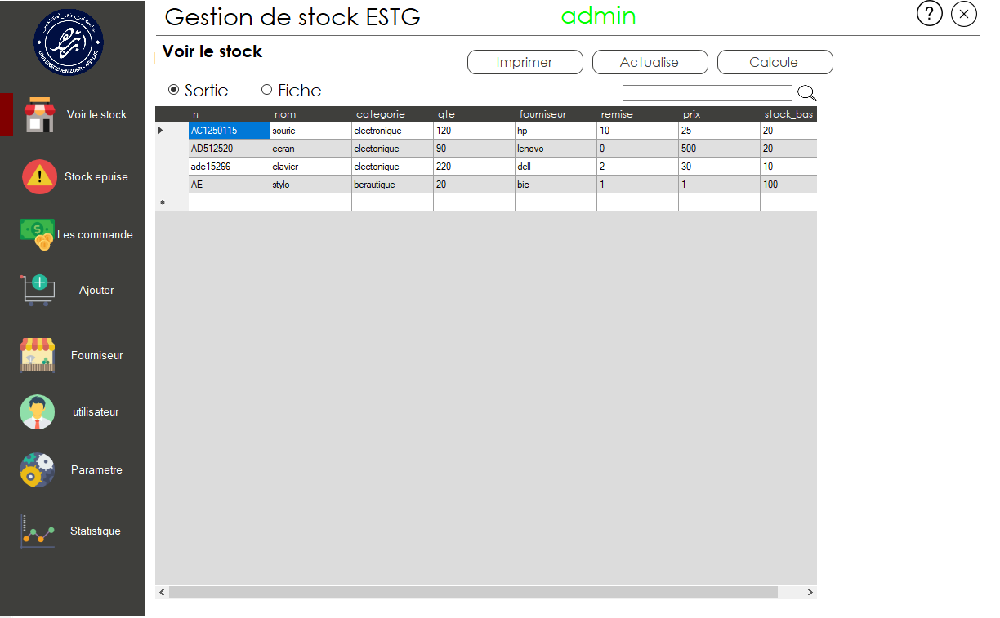 Gestion de stock ESTG admin ?
Voir le stock
Imprimer Actualise Calcule
Sortie Fiche
n nom categorie qte fourniseur remise prix stock_bas
AC1250115 sourie electronique 120 hp 10 25 20
AD512520 ecran electonique 90 lenovo 0 500 20
adc15266 clavier electonique 220 dell 2 30 10
AE stylo berautique 20 bic 1 1 100
*
UNIVERSITE IBN ZOHR - AGADIR
Voir le stock
Stock epuise
Les commande
Ajouter
Fourniseur
utilisateur
Parametre
Statistique